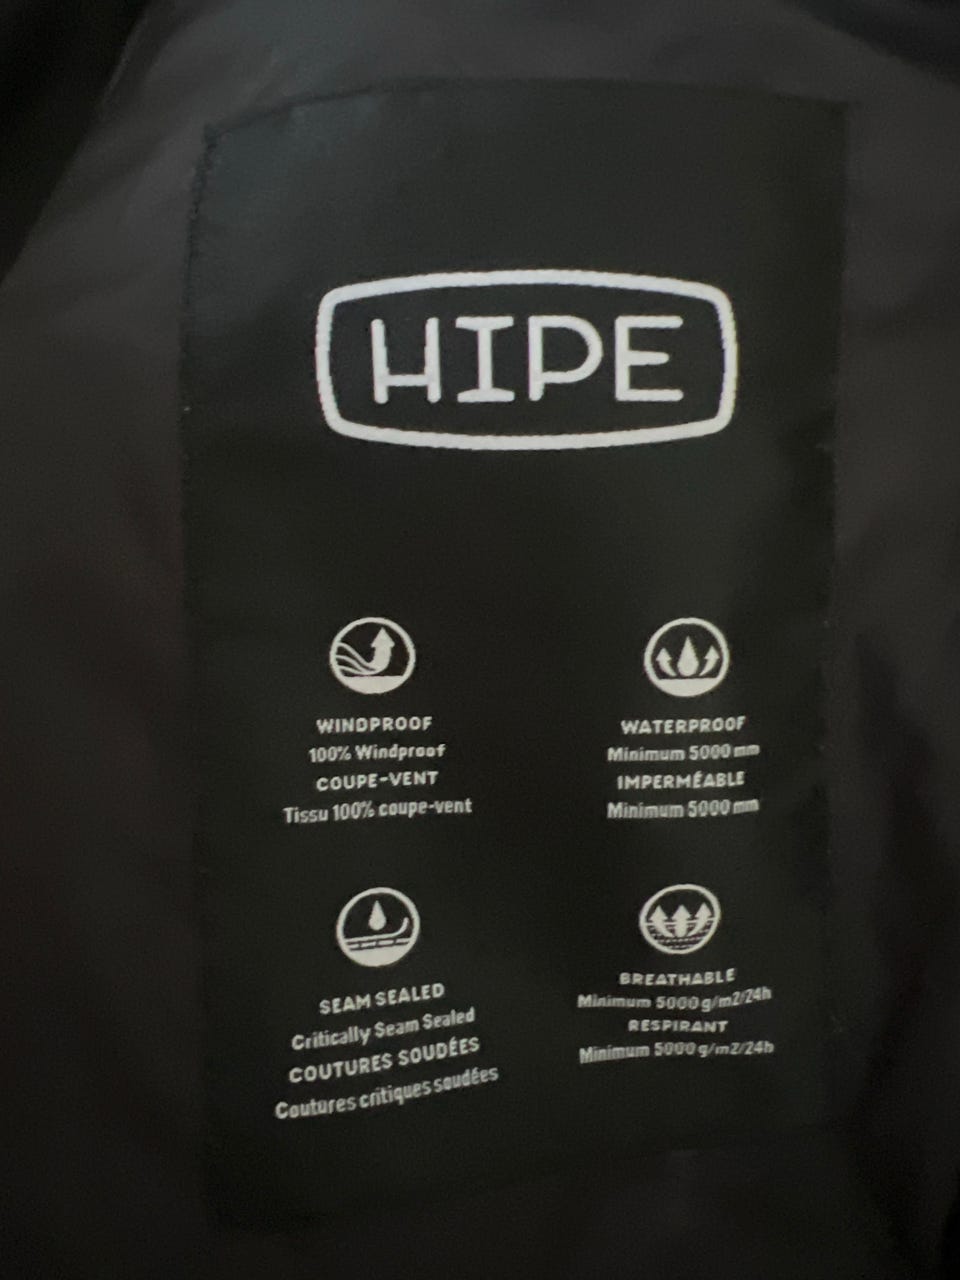 HIPE
WINDPROOF
100% Windproof
COUPE-VENT
Tissu 100% coupe-vent
WATERPROOF
Minimum 5000 mm
IMPERMÉABLE
Minimum 5000 mm
SEAM SEALED
Critically Seam Sealed
COUTURES SOUDÉES
Coutures critiques soudées
BREATHABLE
Minimum 5000 g/m2/24h
RESPIRANT
Minimum 5000 g/m2/24h